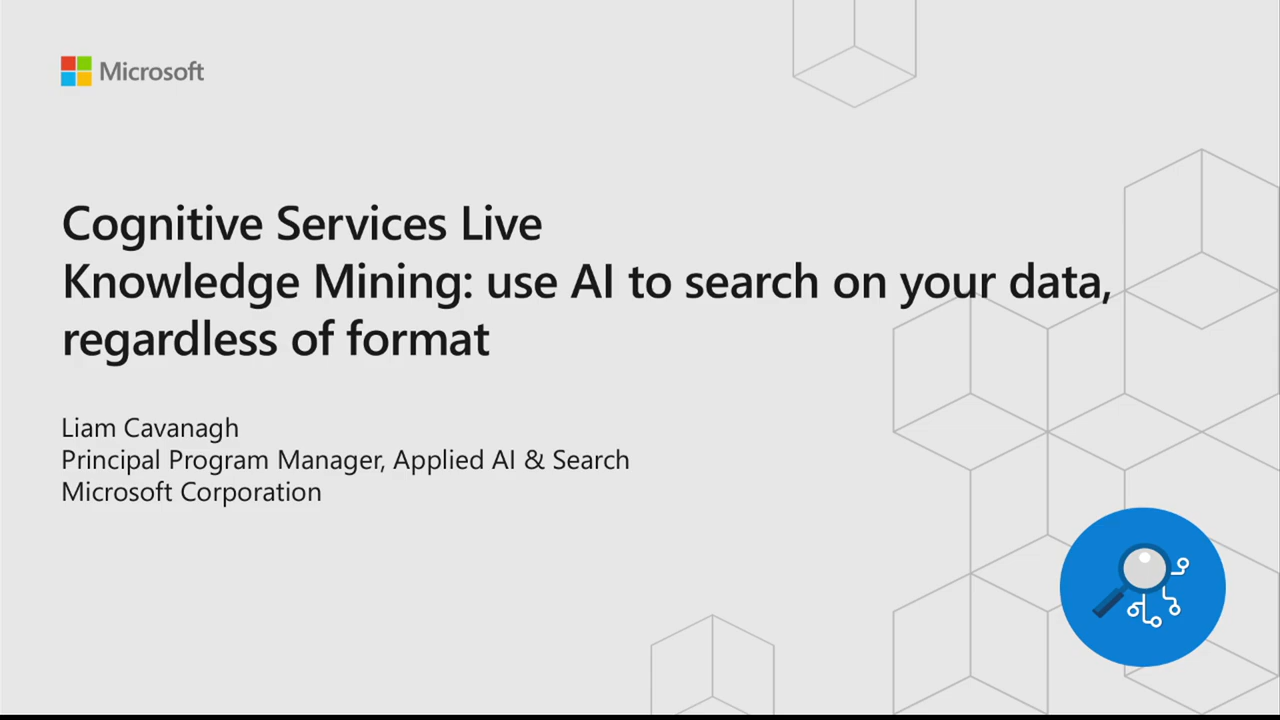 Microsoft
Cognitive Services Live
Knowledge Mining: use AI to search on your data,
regardless of format
Liam Cavanagh
Principal Program Manager, Applied AI & Search
Microsoft Corporation